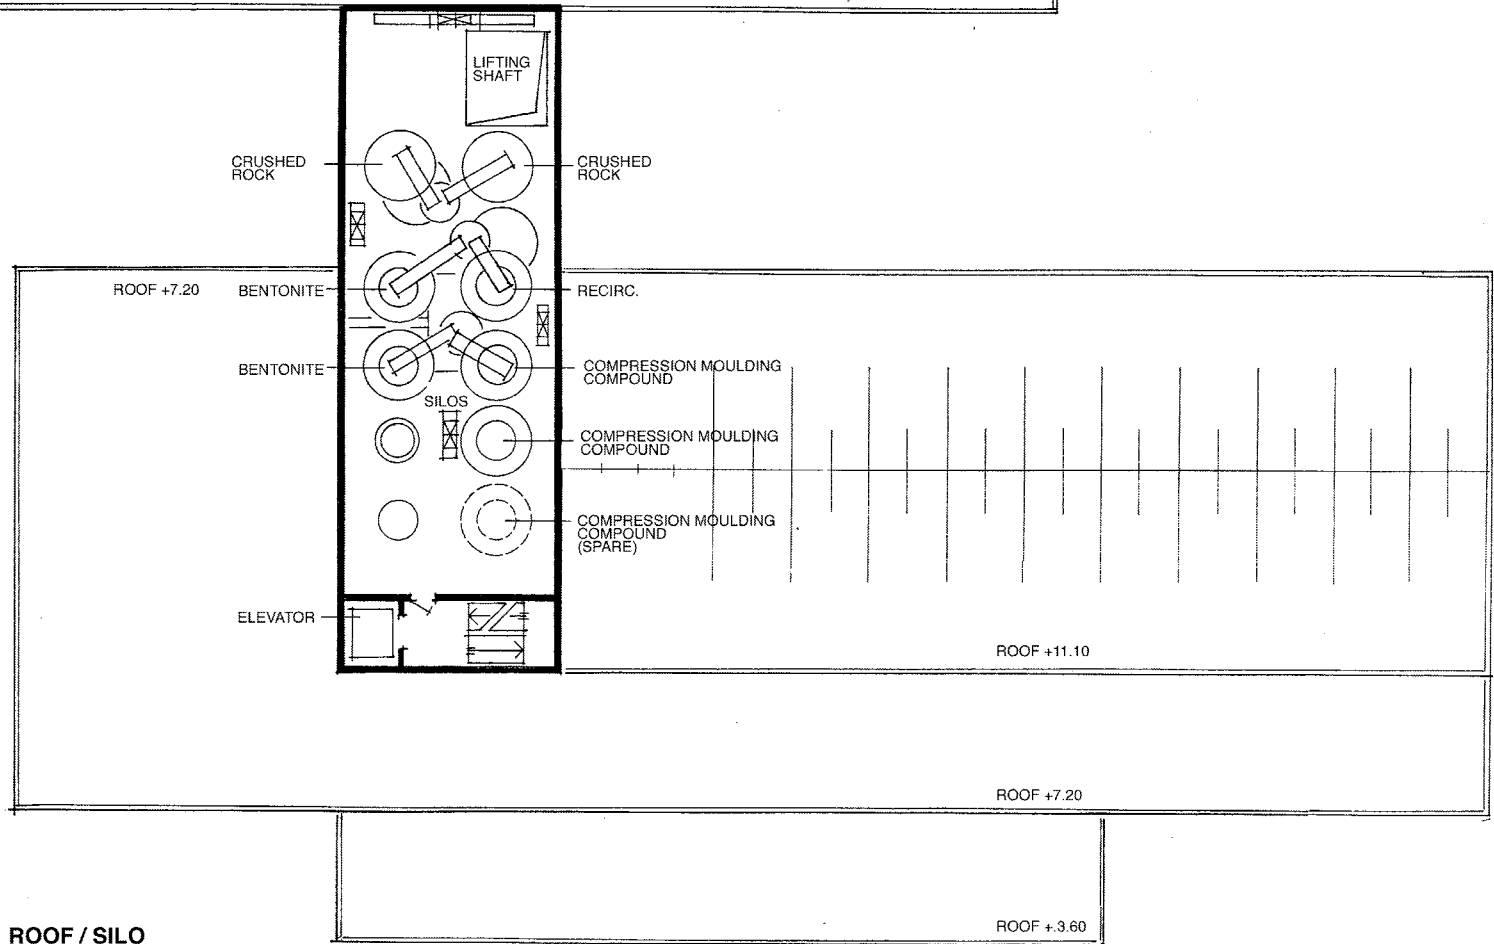 LIFTING
SHAFT
CRUSHED
ROCK
CRUSHED
ROCK
ROOF +7.20
BENTONITE
RECIRC.
BENTONITE
COMPRESSION MOULDING
COMPOUND
SILOS
COMPRESSION MOULDING
COMPOUND
COMPRESSION MOULDING
COMPOUND
(SPARE)
ELEVATOR
ROOF +11.10
ROOF +7.20
ROOF +.3.60
ROOF / SILO